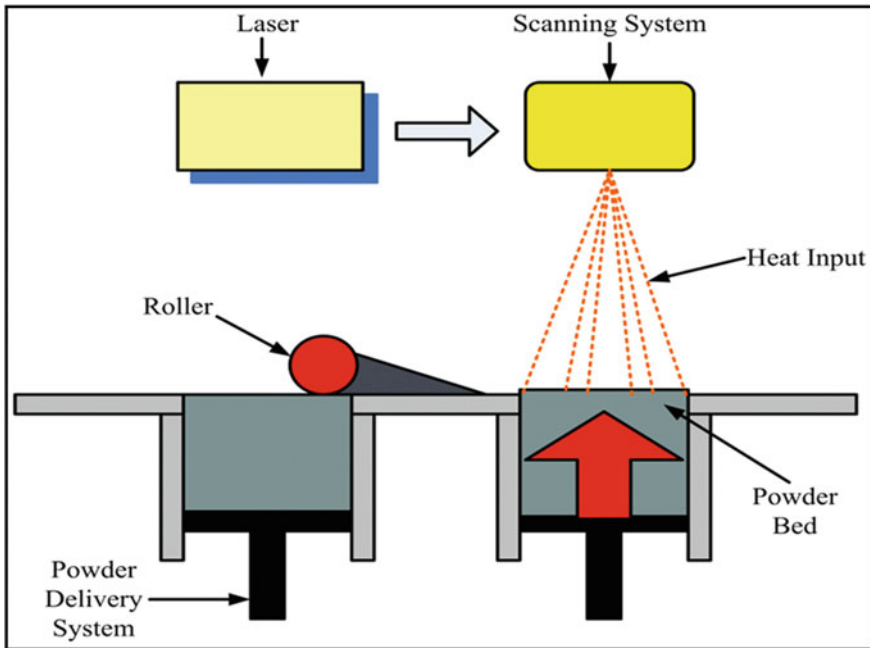 Laser
Scanning System
Heat Input
Roller
Powder
Bed
Powder
Delivery
System